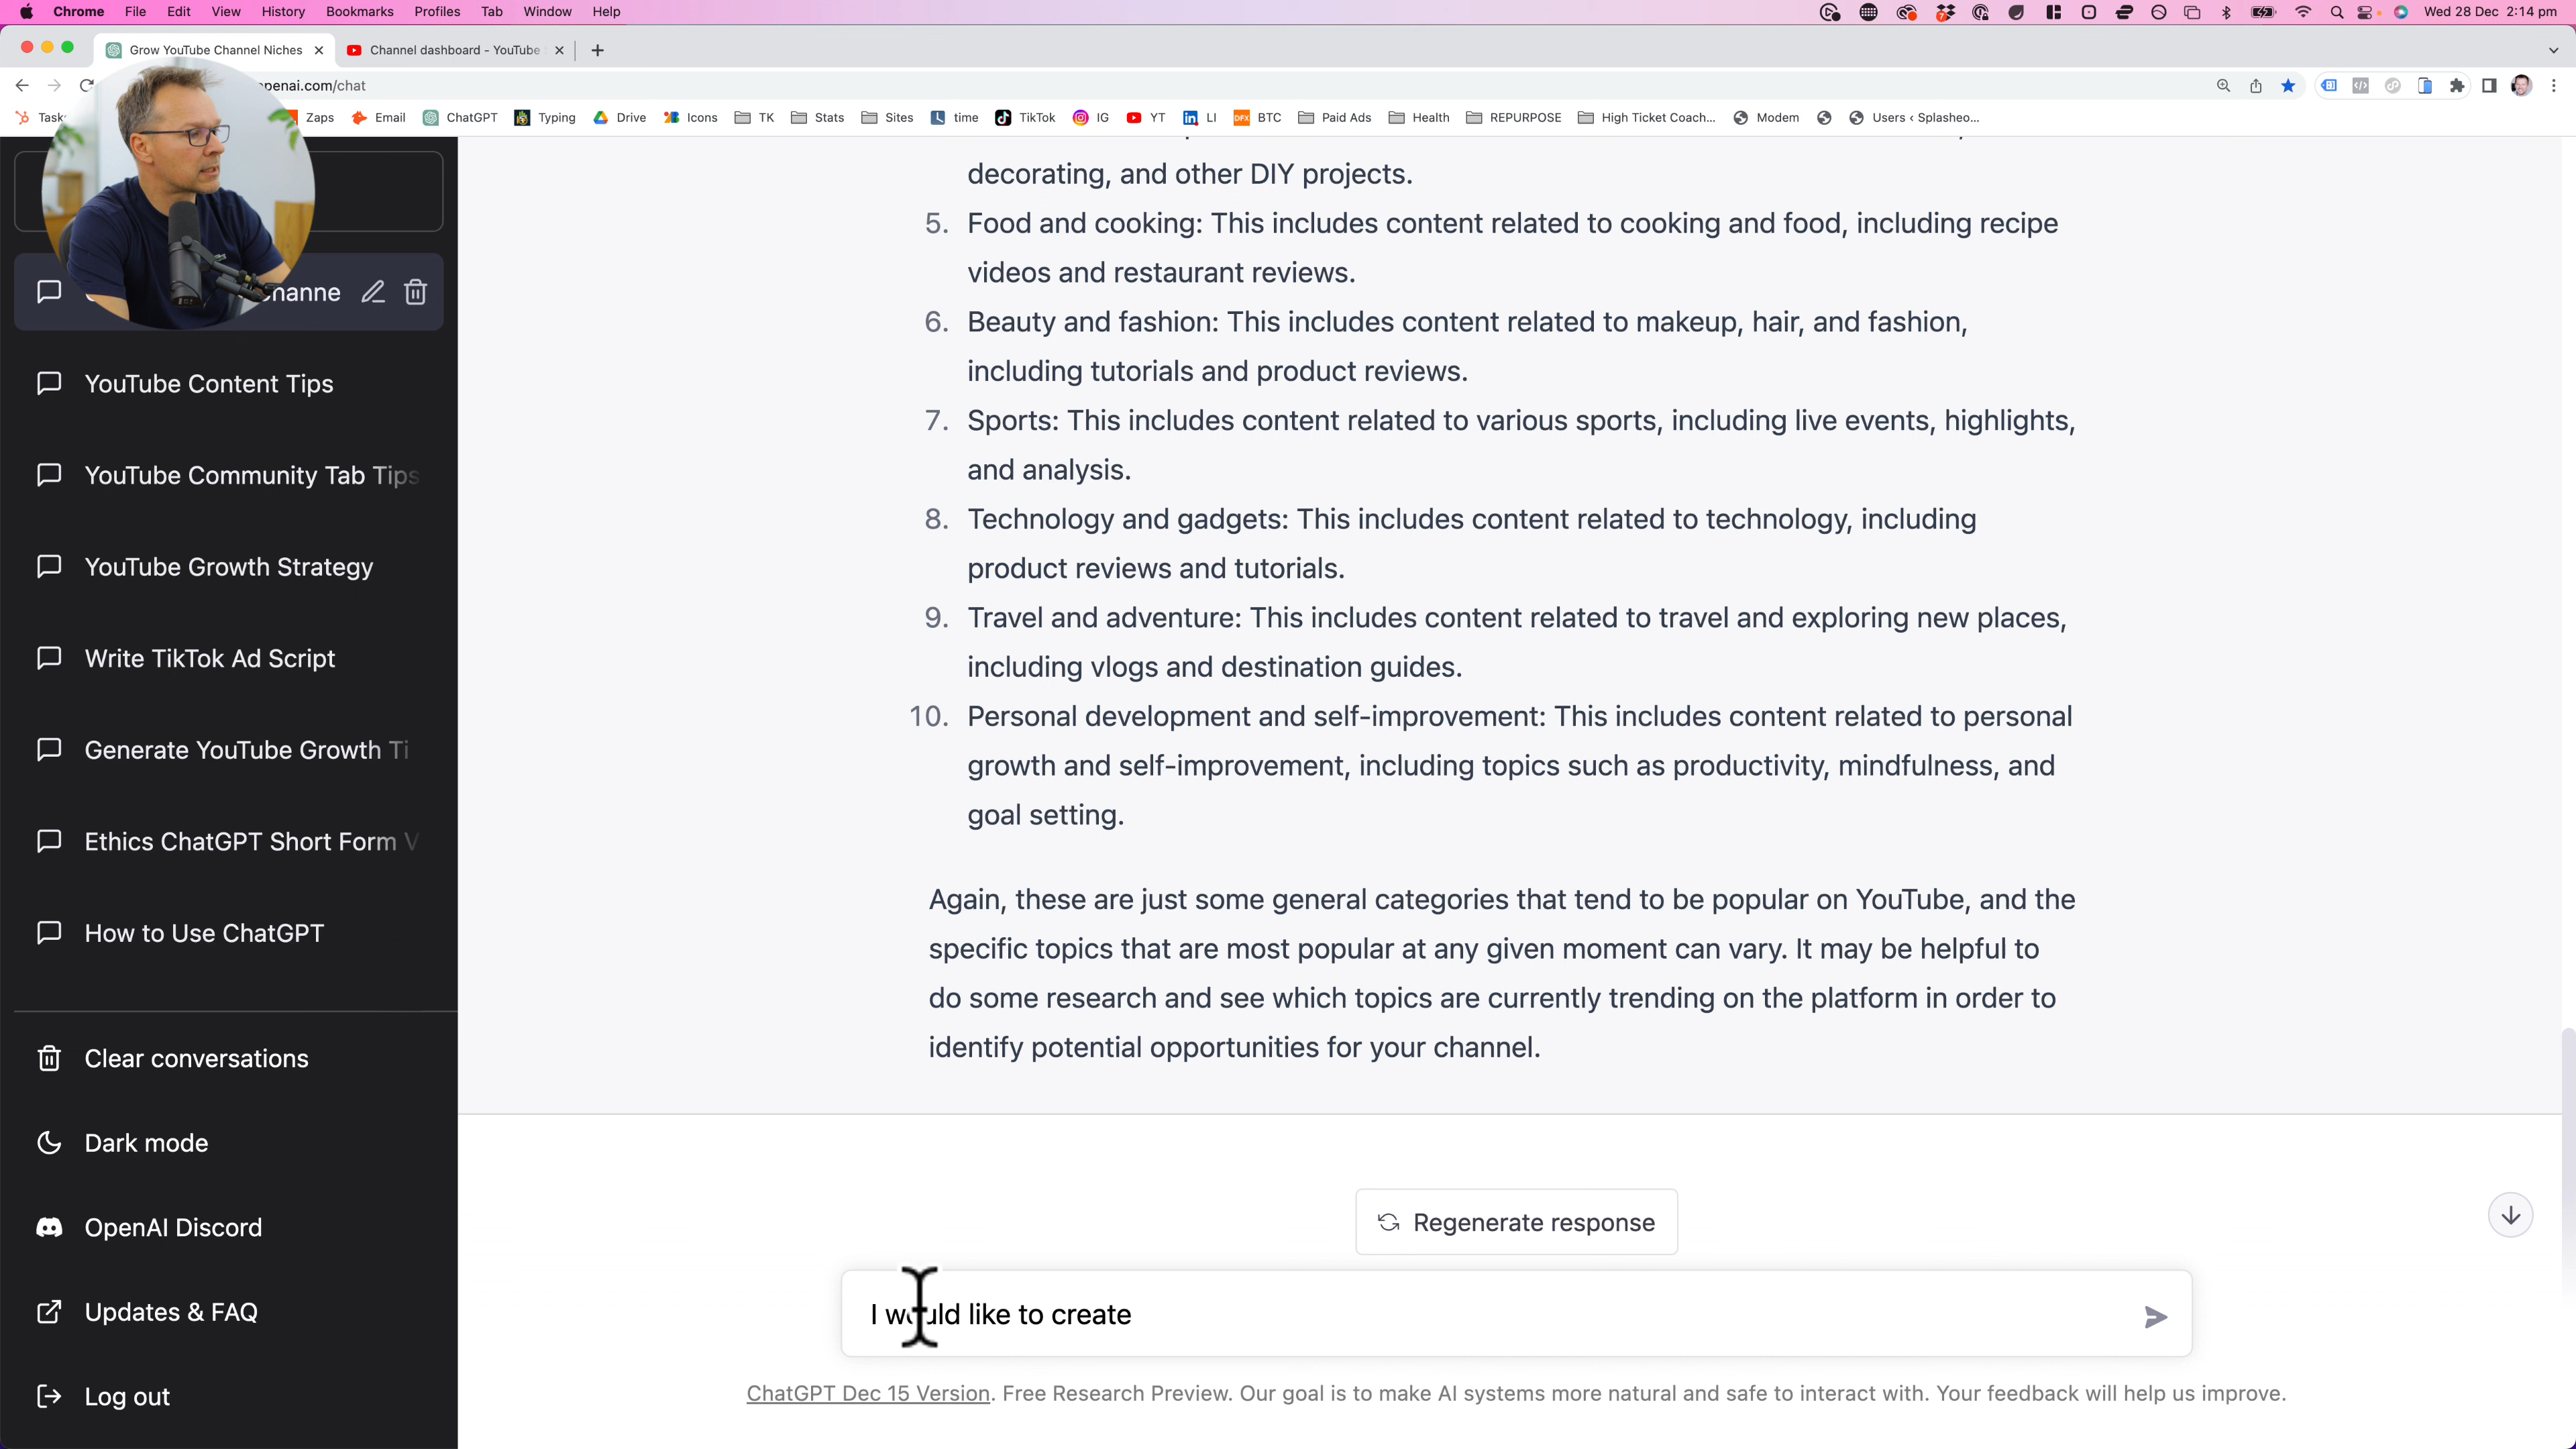 Chrome File Edit View History Bookmarks Profiles Tab Window Help Wed 28 Dec 2:14 pm
Grow YouTube Channel Niches Channel dashboard - YouTube
openai.com/chat
Task Zaps Email ChatGPT Typing Drive Icons TK Stats Sites time TikTok IG YT LI BTC Paid Ads Health REPURPOSE High Ticket Coach... Modem Users ‹ Splasheo...
hanne
YouTube Content Tips
YouTube Community Tab Tips
YouTube Growth Strategy
Write TikTok Ad Script
Generate YouTube Growth Ti
Ethics ChatGPT Short Form V
How to Use ChatGPT
Clear conversations
Dark mode
OpenAI Discord
Updates & FAQ
Log out
decorating, and other DIY projects.
5. Food and cooking: This includes content related to cooking and food, including recipe
videos and restaurant reviews.
6. Beauty and fashion: This includes content related to makeup, hair, and fashion,
including tutorials and product reviews.
7. Sports: This includes content related to various sports, including live events, highlights,
and analysis.
8. Technology and gadgets: This includes content related to technology, including
product reviews and tutorials.
9. Travel and adventure: This includes content related to travel and exploring new places,
including vlogs and destination guides.
10. Personal development and self-improvement: This includes content related to personal
growth and self-improvement, including topics such as productivity, mindfulness, and
goal setting.
Again, these are just some general categories that tend to be popular on YouTube, and the
specific topics that are most popular at any given moment can vary. It may be helpful to
do some research and see which topics are currently trending on the platform in order to
identify potential opportunities for your channel.
Regenerate response
I would like to create
ChatGPT Dec 15 Version. Free Research Preview. Our goal is to make AI systems more natural and safe to interact with. Your feedback will help us improve.